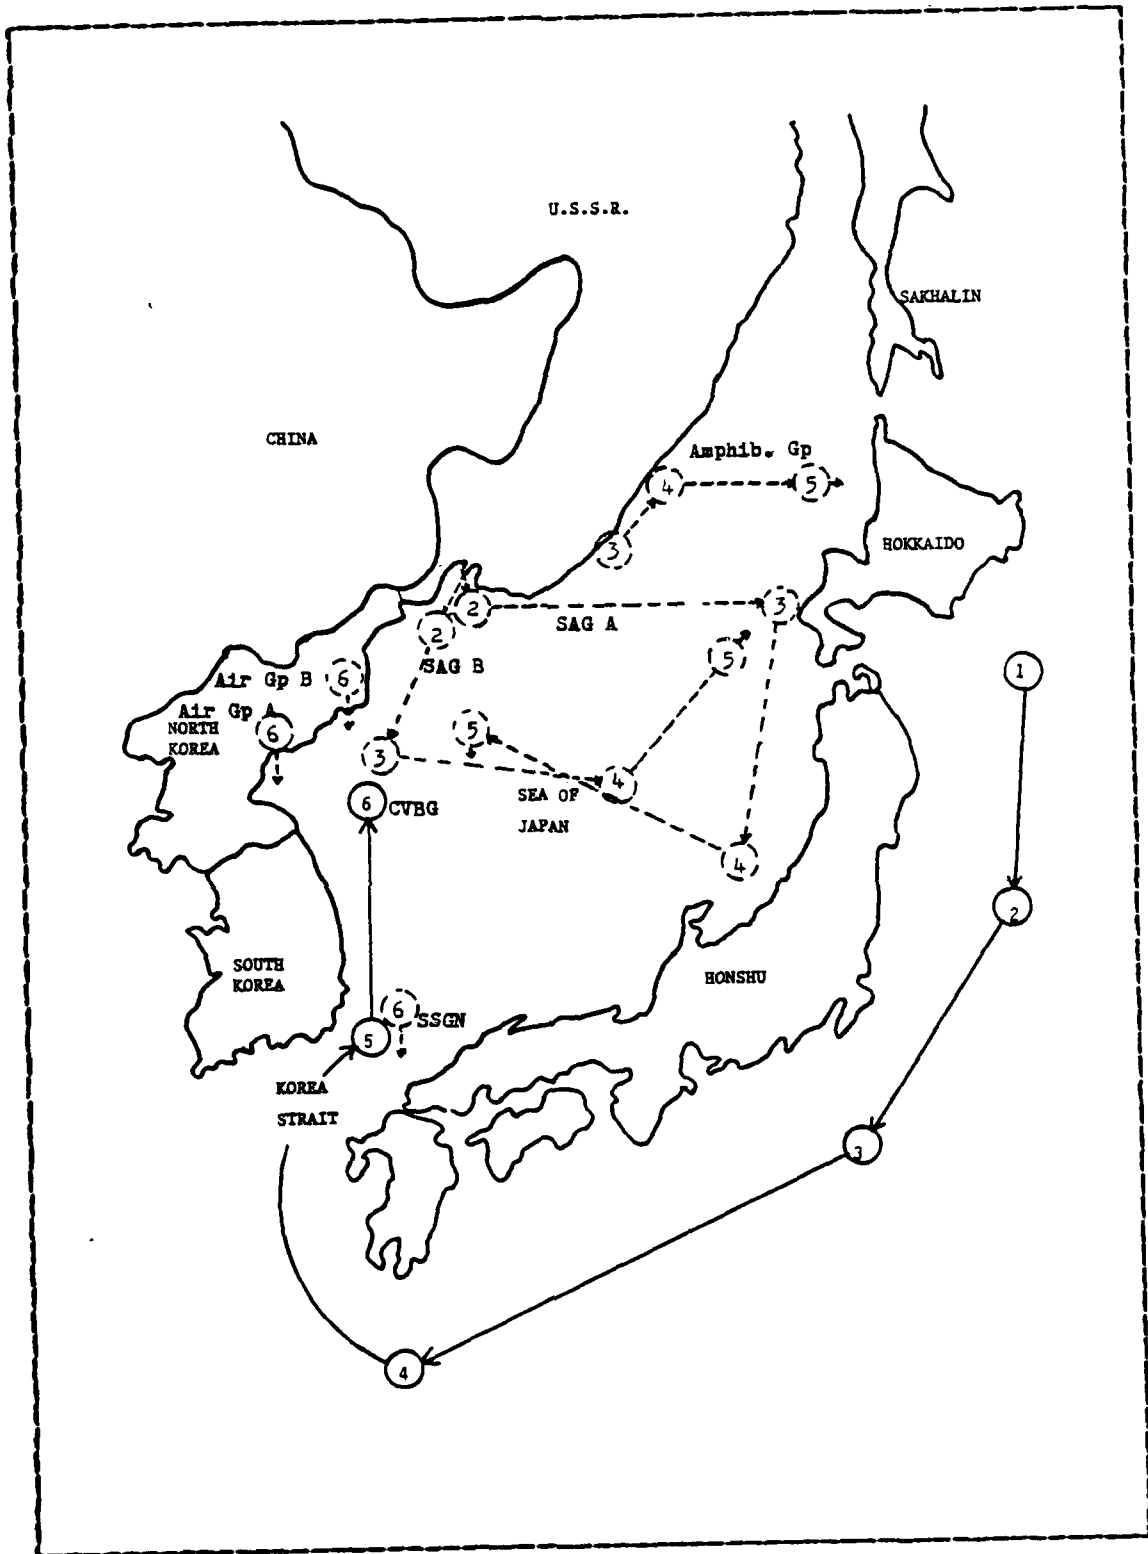 U.S.S.R.
SAKHALIN
CHINA
Amphib. Gp
4
5
3
HOKKAIDO
2
3
2
SAG A
SAG B
5
1
Air Gp B
6
Air Gp A
NORTH
KOREA
6
5
3
4
SEA OF
JAPAN
6
CVBG
4
2
SOUTH
KOREA
HONSHU
6
SSGN
5
KOREA
STRAIT
3
4